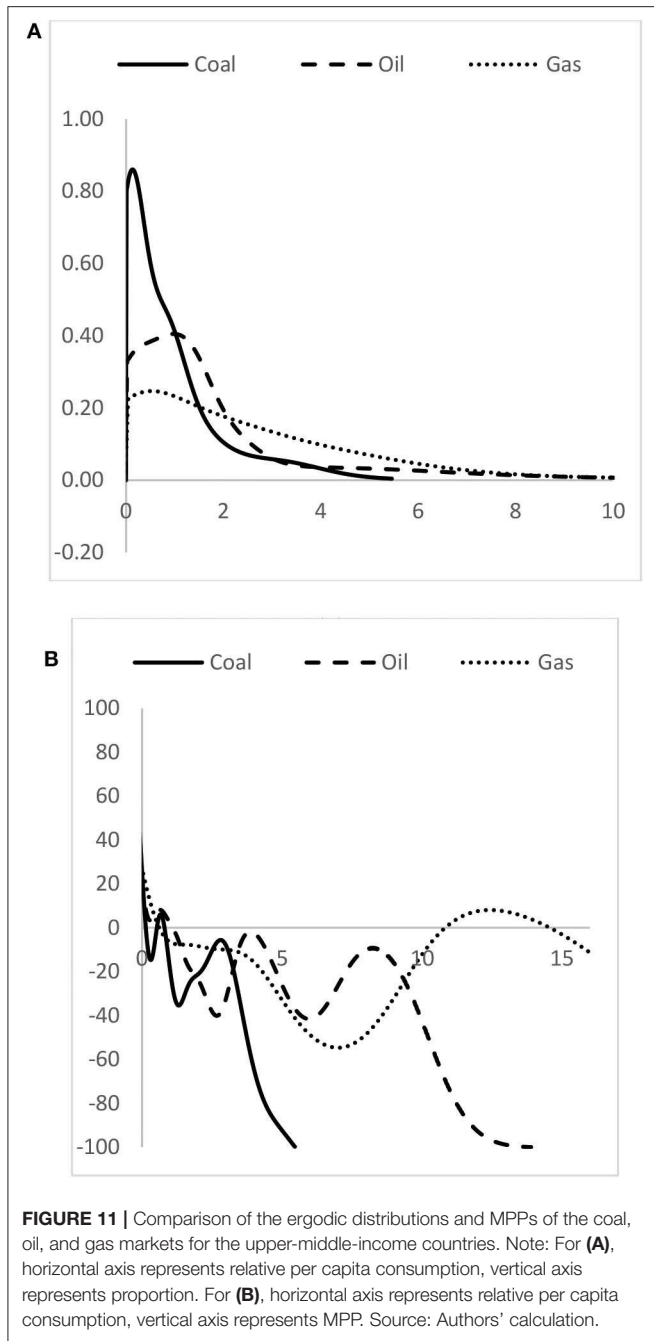 A
Coal Oil Gas
1.00
0.80
0.60
0.40
0.20
0.00
0 2 4 6 8 10
-0.20
B
Coal Oil Gas
100
80
60
40
20
0
0 5 10 15
-20
-40
-60
-80
-100
FIGURE 11 | Comparison of the ergodic distributions and MPPs of the coal,
oil, and gas markets for the upper-middle-income countries. Note: For (A),
horizontal axis represents relative per capita consumption, vertical axis
represents proportion. For (B), horizontal axis represents relative per capita
consumption, vertical axis represents MPP. Source: Authors' calculation.